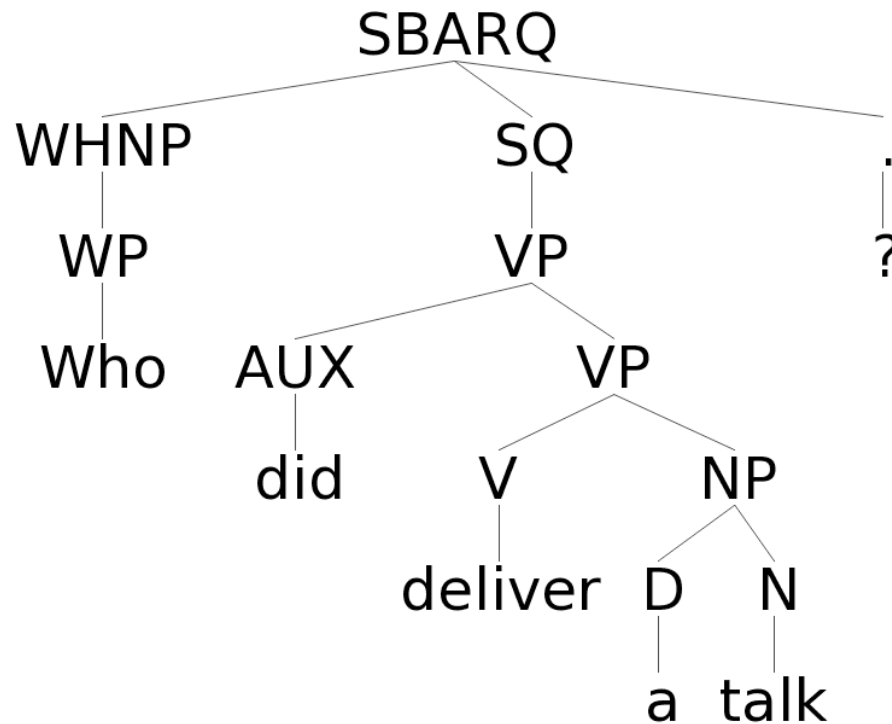 SBARQ
WHNP SQ .
WP VP ?
Who AUX VP
did V NP
deliver D N
a talk